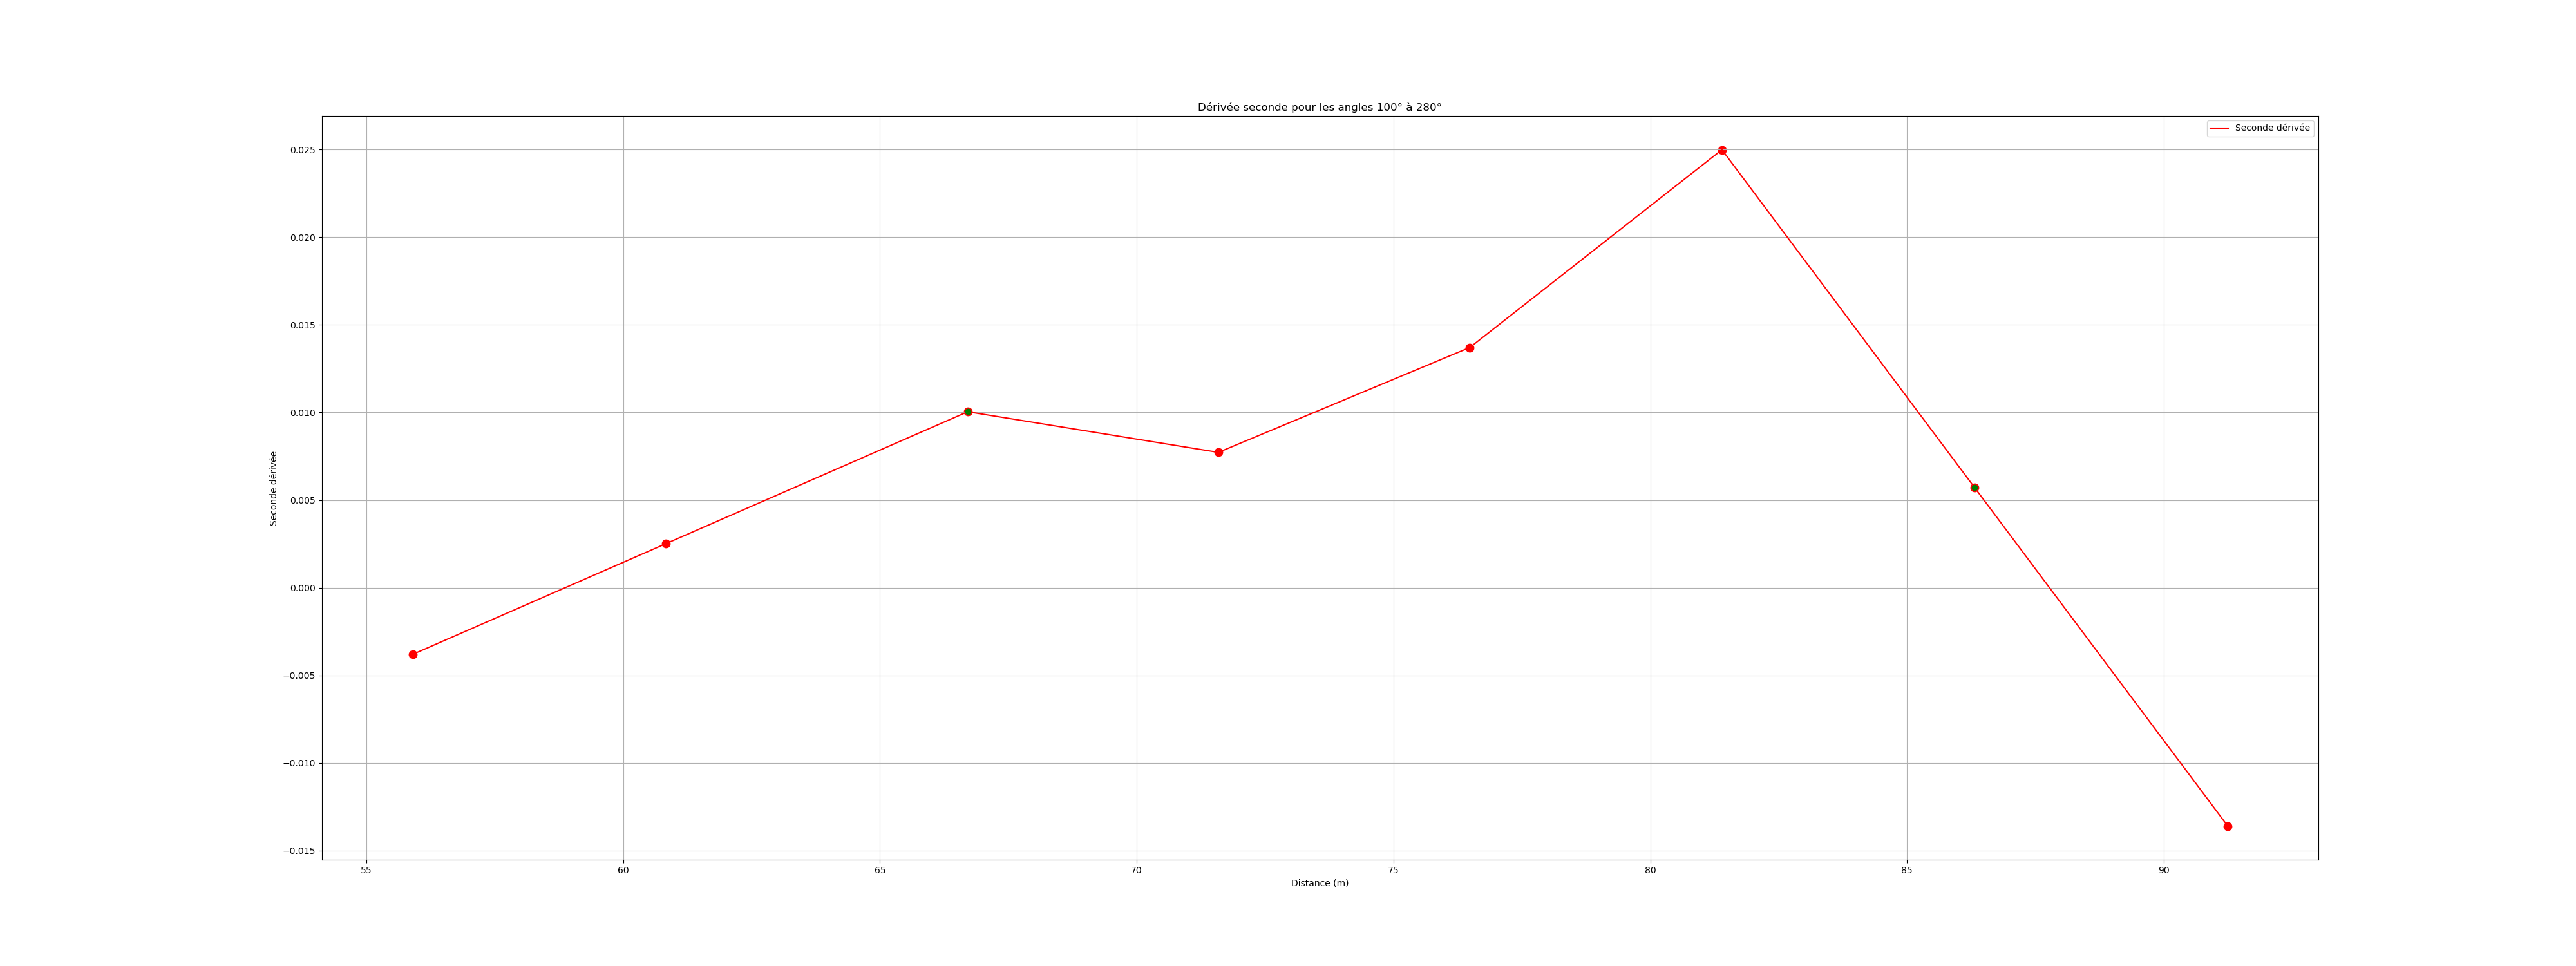 Dérivée seconde pour les angles 100° à 280°
Seconde dérivée
0.025
0.020
0.015
0.010
0.005
0.000
−0.005
−0.010
−0.015
Seconde dérivée
55 60 65 70 75 80 85 90
Distance (m)